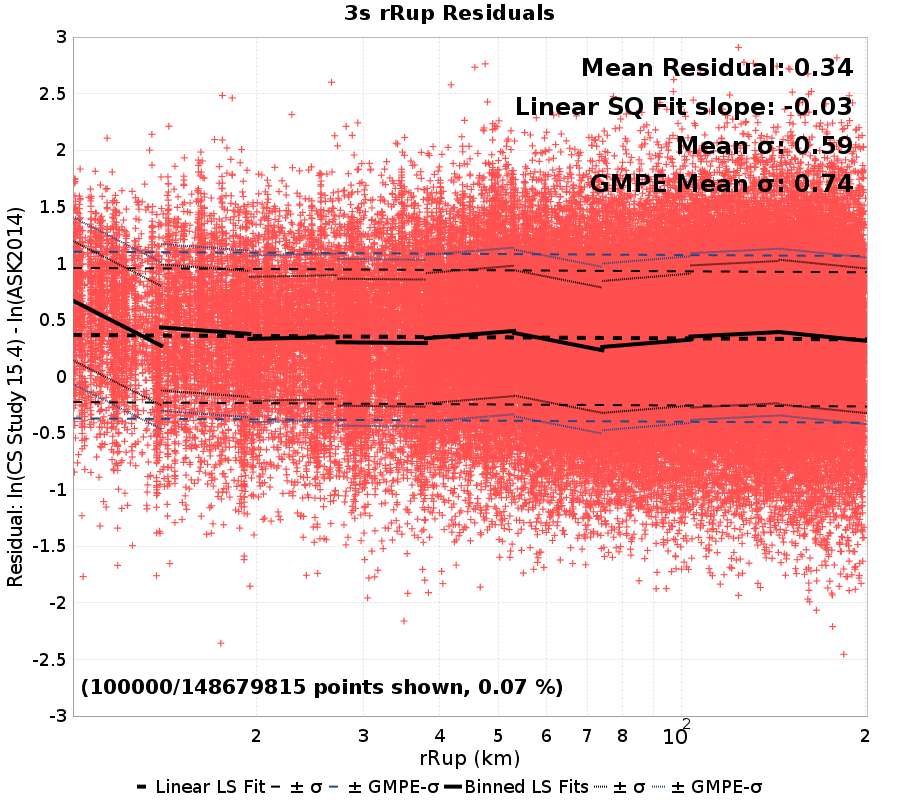 3s rRup Residuals
Mean Residual: 0.34
Linear SQ Fit slope: -0.03
Mean σ: 0.59
GMPE Mean σ: 0.74
Residual: ln(CS Study 15.4) - ln(ASK2014)
3
2.5
2
1.5
1
0.5
0
-0.5
-1
-1.5
-2
-2.5
-3
(100000/148679815 points shown, 0.07 %)
2 3 4 5 6 7 8 10² 2
rRup (km)
Linear LS Fit ± σ ± GMPE-σ Binned LS Fits ± σ ± GMPE-σ